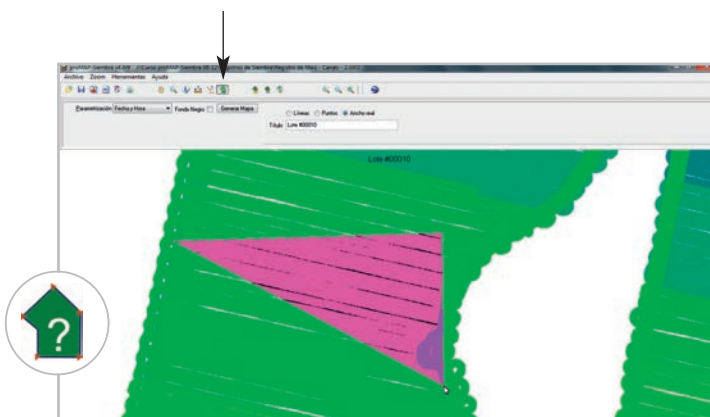 Archivo Zoom Herramientas Ayuda
Parametrización Fecha y Hora Fondo Negro Generar Mapa
Líneas Puntos Ancho real
Título Lote #00010
Lote #00010
?